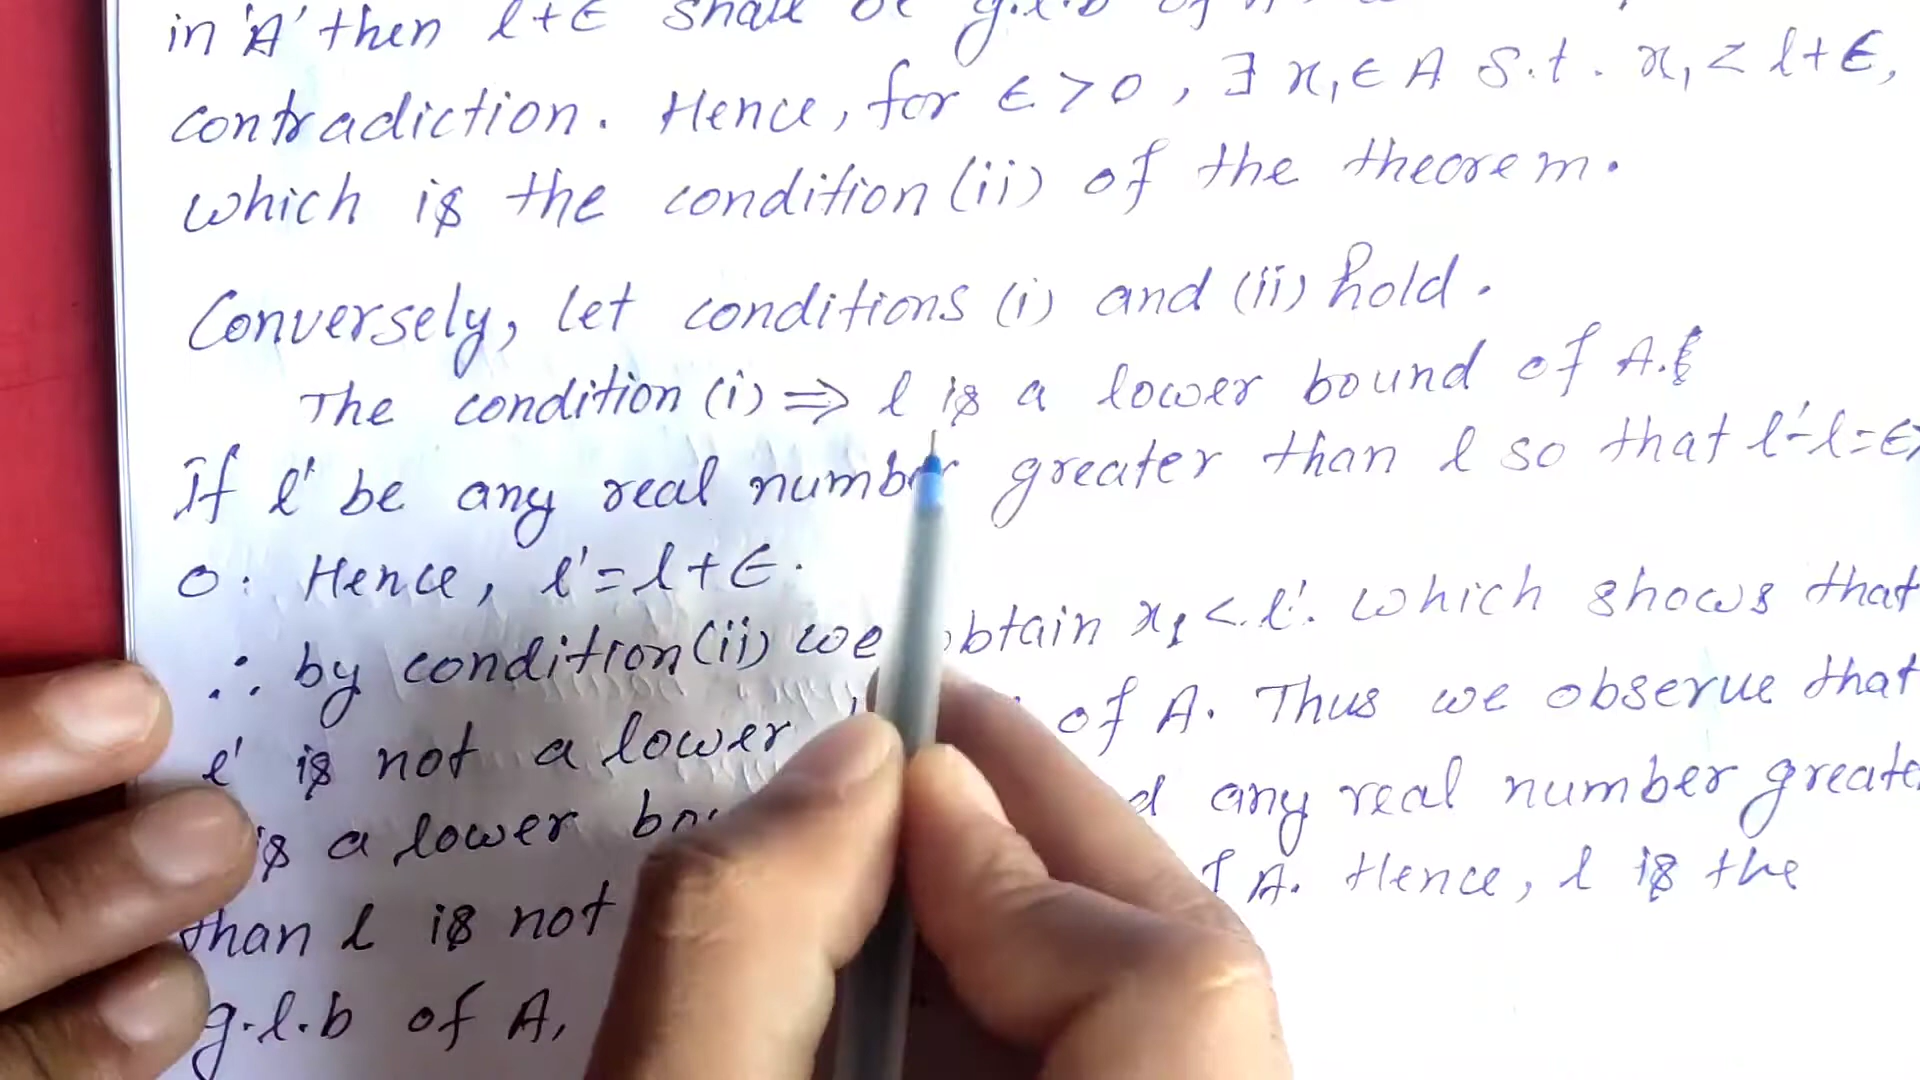 in 'A' then l+ϵ shall be g.l.b of
contradiction. Hence, for ϵ>0, ∃ x₁ϵ A s.t. x₁ < l+ϵ,
which is the condition (ii) of the theorem.
Conversely, let conditions (i) and (ii) hold.
The condition (i) ⇒ l is a lower bound of A.
If l' be any real number greater than l so that l'-l=ϵ>
0. Hence, l'=l+ϵ.
∴ by condition (ii) we obtain x₁<l'. which shows that
l' is not a lower of A. Thus we observe that
is a lower any real number greate
than l is not A. Hence, l is the
g.l.b of A,